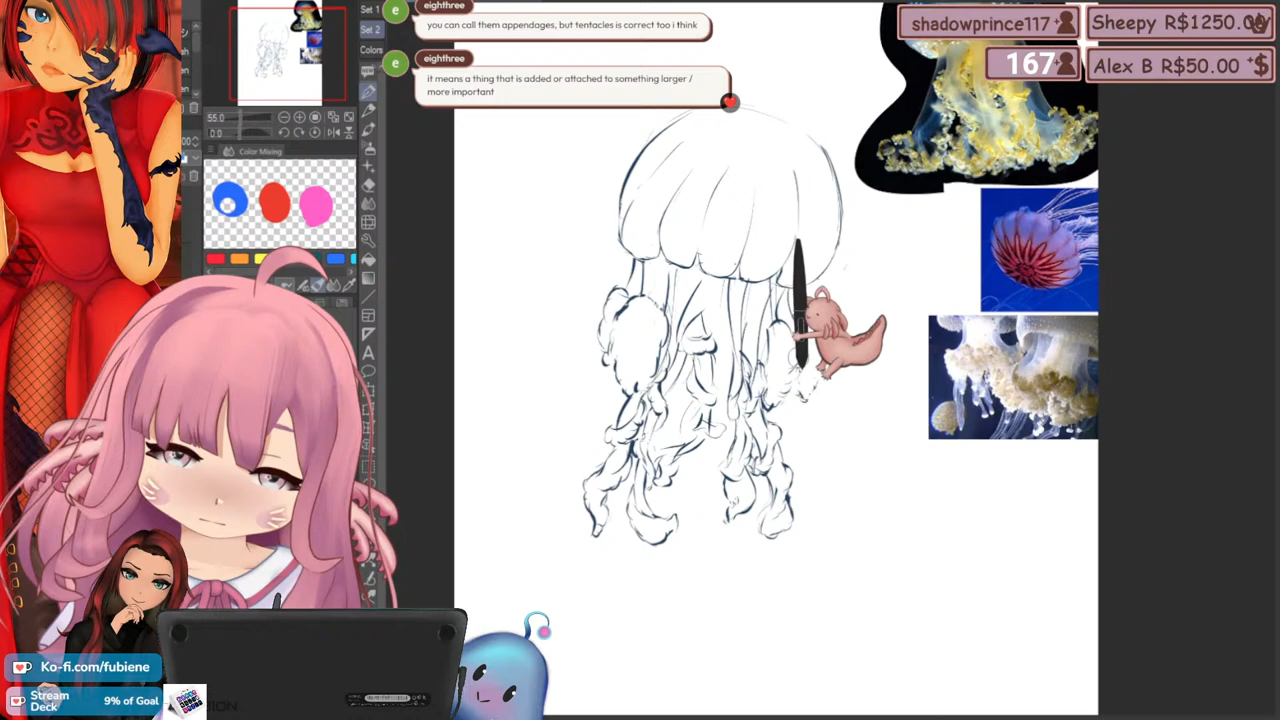 Set 1
eighthree
e
you can call them appendages, but tentacles is correct too i think
Set 2
Colors
eighthree
e
it means a thing that is added or attached to something larger /
more important
shadowprince117
Sheepy R$1250.00
167
Alex B R$50.00
55.0
0.0
Color Mixing
A
Ko-fi.com/fubiene
Stream
Deck
9% of Goal